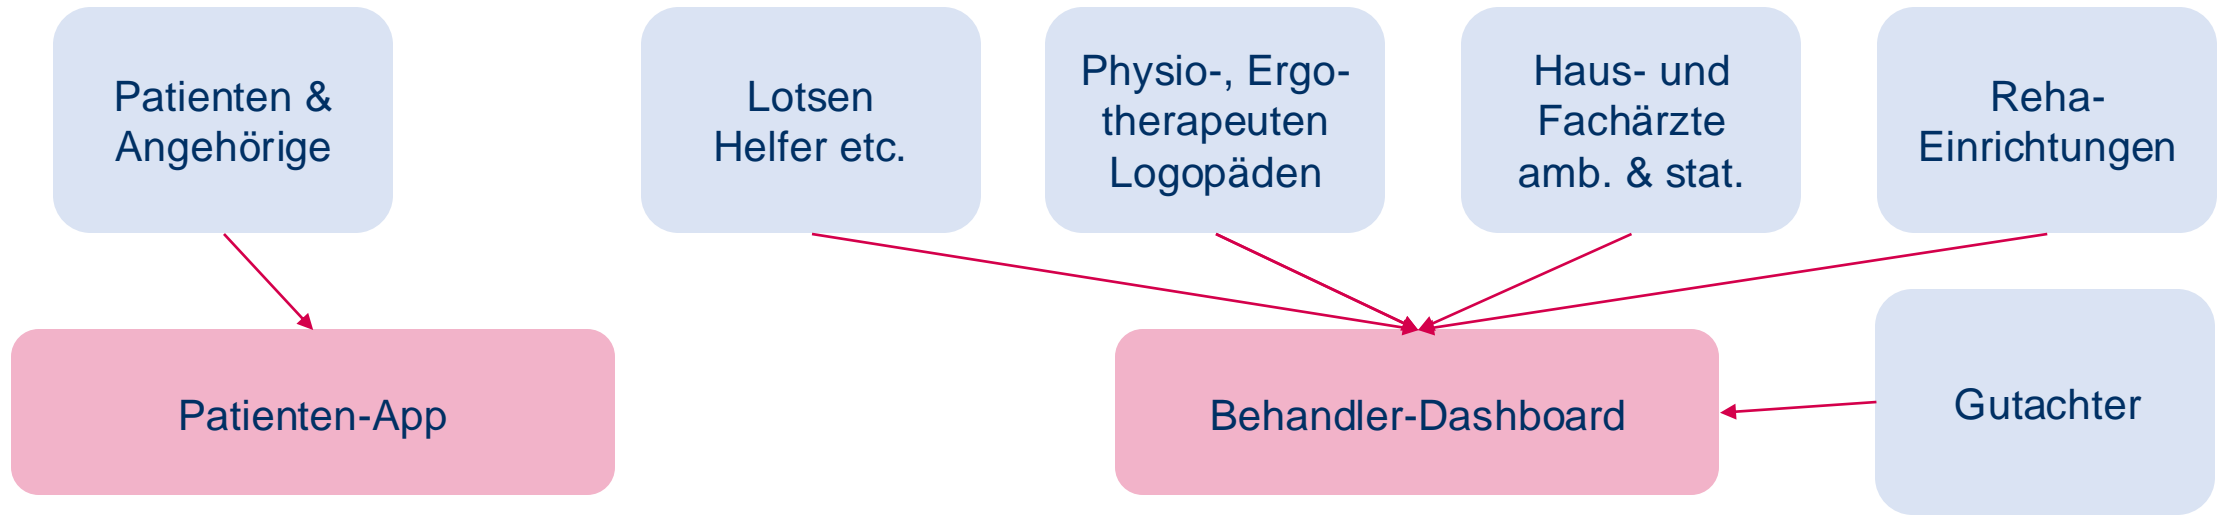 Patienten &
Angehörige
Lotsen
Helfer etc.
Physio-, Ergo-
therapeuten
Logopäden
Haus- und
Fachärzte
amb. & stat.
Reha-
Einrichtungen
Patienten-App
Behandler-Dashboard
Gutachter